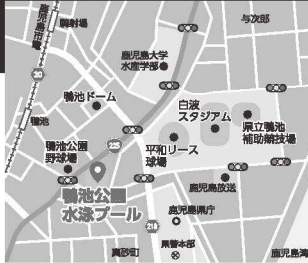 与次郎
鹿児島市電
騎射場
鹿児島大学
水産学部
20
鴨池ドーム
白波
スタジアム
県立鴨池
補助競技場
鴨池
225
鴨池公園
野球場
平和リース
球場
鴨池公園
水泳プール
鹿児島放送
鹿児島県庁
218
真砂町
県警本部